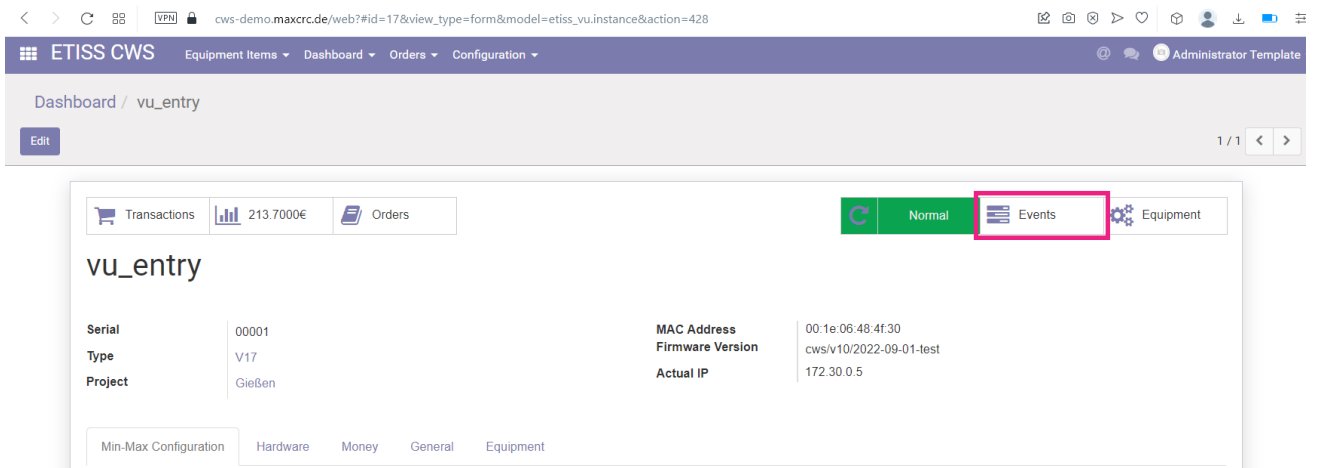 VPN cws-demo.maxcrc.de/web?#id=17&view_type=form&model=etiss_vu.instance&action=428
ETISS CWS Equipment Items Dashboard Orders Configuration @ Administrator Template
Dashboard / vu_entry
Edit 1 / 1
Transactions 213.7000€ Orders Normal Events Equipment
vu_entry
Serial 00001 MAC Address 00:1e:06:48:4f:30
Type V17 Firmware Version cws/v10/2022-09-01-test
Project Gießen Actual IP 172.30.0.5
Min-Max Configuration Hardware Money General Equipment